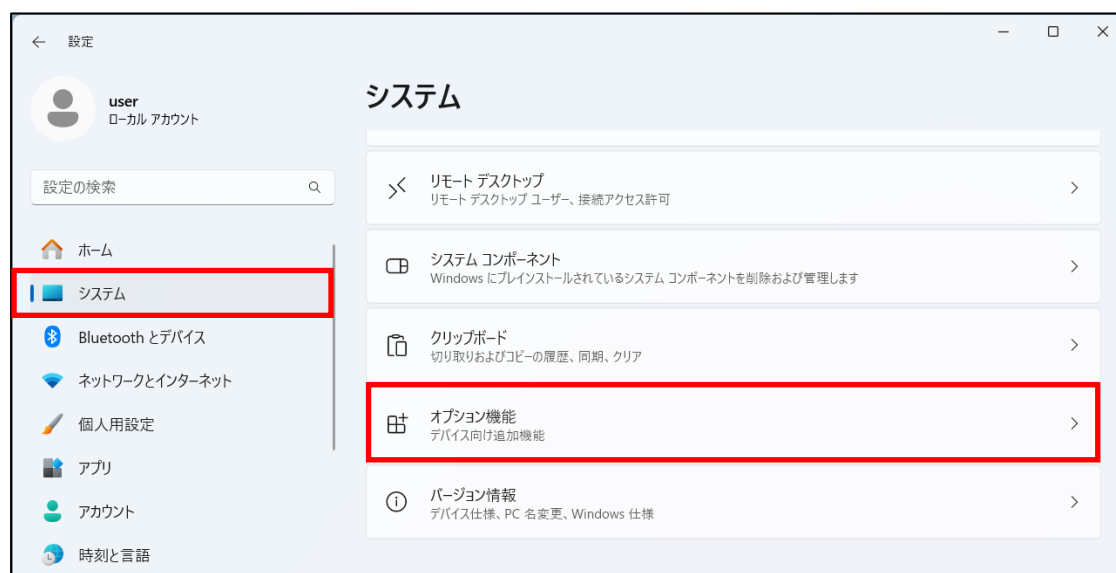 設定
user
ローカル アカウント
設定の検索
ホーム
システム
Bluetooth とデバイス
ネットワークとインターネット
個人用設定
アプリ
アカウント
時刻と言語
システム
リモート デスクトップ
リモート デスクトップ ユーザー、接続アクセス許可
システム コンポーネント
Windows にプレインストールされているシステム コンポーネントを削除および管理します
クリップボード
切り取りおよびコピーの履歴、同期、クリア
オプション機能
デバイス向け追加機能
バージョン情報
デバイス仕様、PC 名変更、Windows 仕様